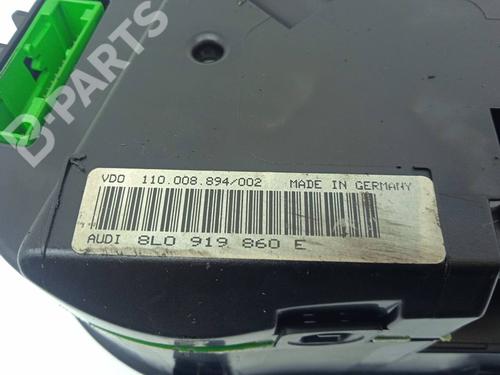 D-PARTS
VDO 110.008.894/002 MADE IN GERMANY
AUDI 8L0 919 860 E